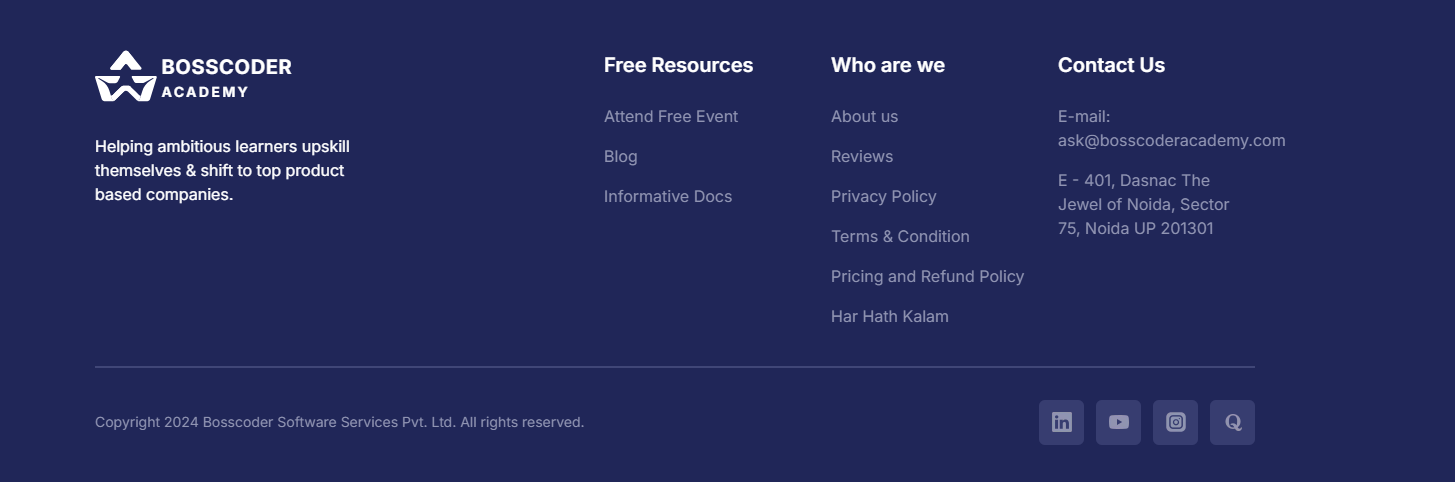 BOSSCODER
ACADEMY
Helping ambitious learners upskill
themselves & shift to top product
based companies.
Free Resources
Attend Free Event
Blog
Informative Docs
Who are we
About us
Reviews
Privacy Policy
Terms & Condition
Pricing and Refund Policy
Har Hath Kalam
Contact Us
E-mail:
ask@bosscoderacademy.com
E - 401, Dasnac The
Jewel of Noida, Sector
75, Noida UP 201301
Copyright 2024 Bosscoder Software Services Pvt. Ltd. All rights reserved.